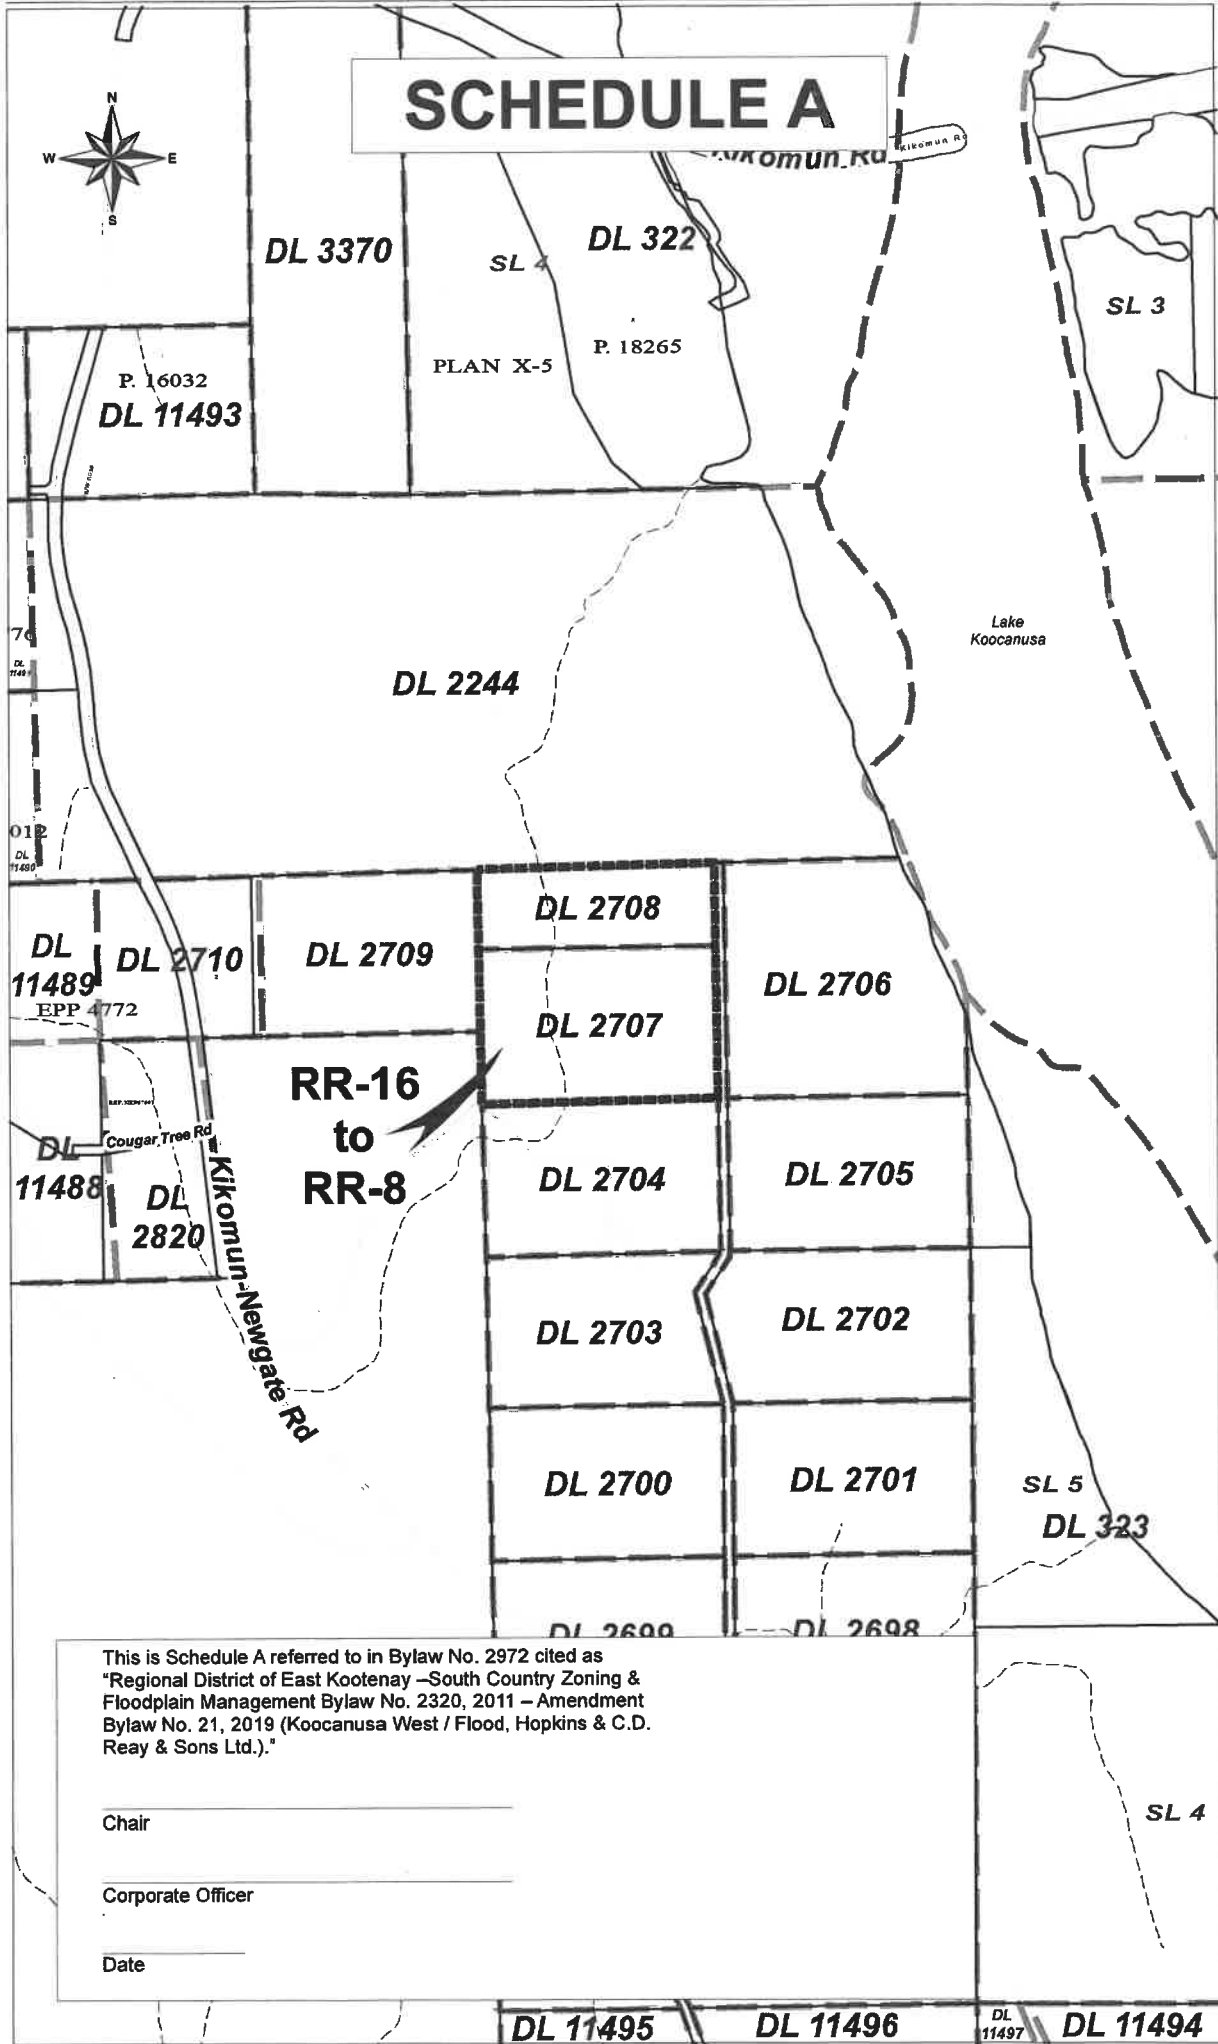 SCHEDULE A
N
W
E
S
Kikomun Rd
Kikomun Rd
DL 3370
SL 4
DL 322
SL 3
P. 18265
PLAN X-5
P. 16032
DL 11493
Lake
Koocanusa
DL 2244
DL
DL
DL 2708
DL
11489
DL 2710
DL 2709
DL 2706
EPP 4772
DL 2707
RR-16
to
RR-8
Cougar Tree Rd
DL
11488
DL
2820
Kikomun-Newgate Rd
DL 2704
DL 2705
DL 2703
DL 2702
DL 2700
DL 2701
SL 5
DL 323
DL 2699
DL 2698
This is Schedule A referred to in Bylaw No. 2972 cited as
"Regional District of East Kootenay –South Country Zoning &
Floodplain Management Bylaw No. 2320, 2011 – Amendment
Bylaw No. 21, 2019 (Koocanusa West / Flood, Hopkins & C.D.
Reay & Sons Ltd.)."
Chair
Corporate Officer
Date
SL 4
DL 11495
DL 11496
DL
11497
DL 11494